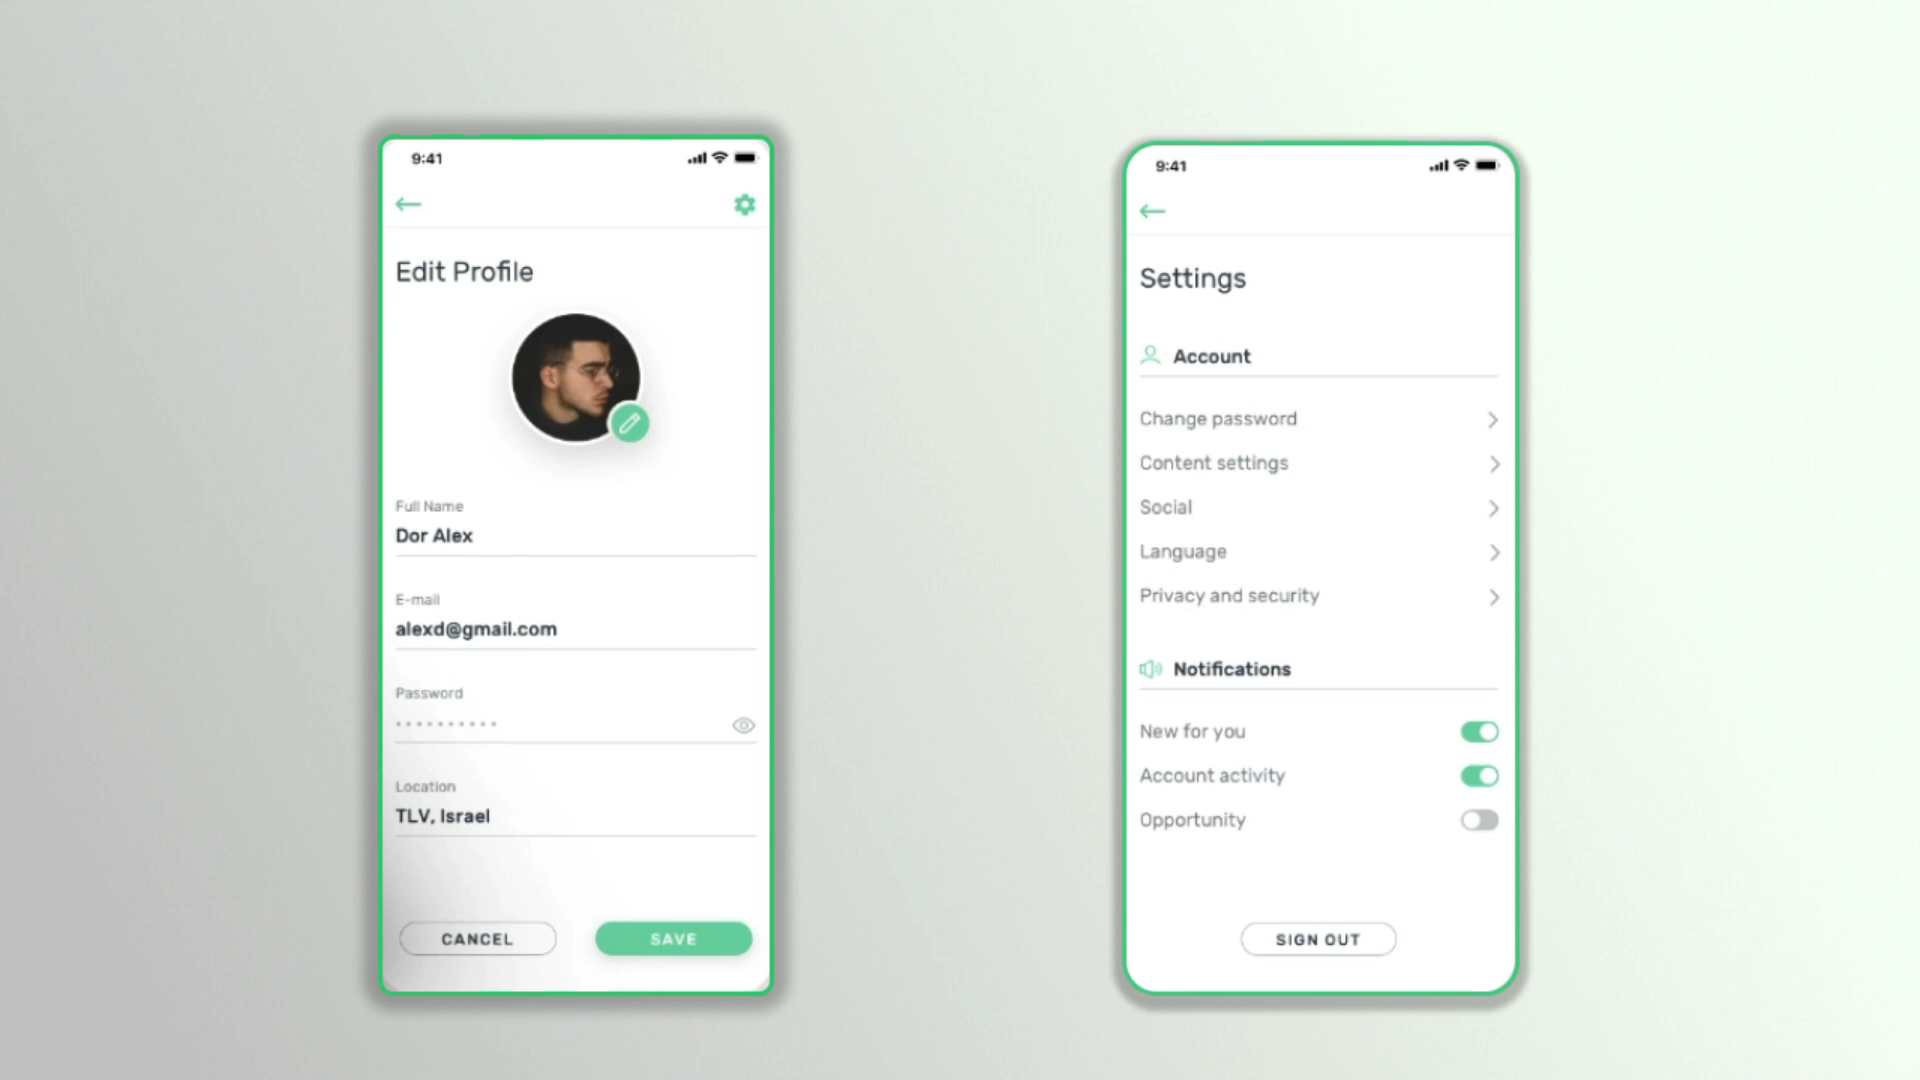 9:41
Edit Profile
Full Name
Dor Alex
E-mail
alexd@gmail.com
Password
••••••••••
Location
TLV, Israel
CANCEL
SAVE
9:41
Settings
Account
Change password
Content settings
Social
Language
Privacy and security
Notifications
New for you
Account activity
Opportunity
SIGN OUT